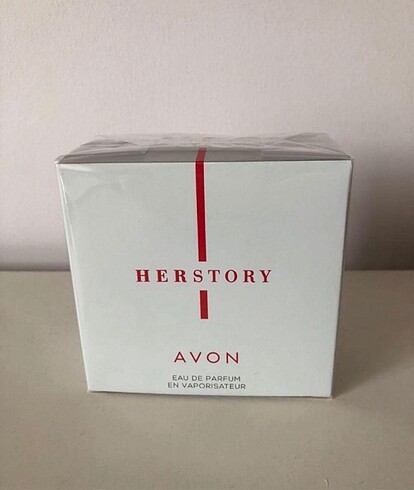 HERSTORY
AVON
EAU DE PARFUM
EN VAPORISATEUR